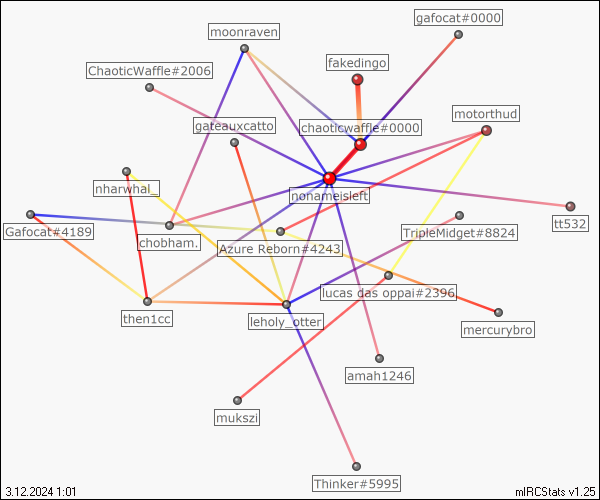 gafocat#0000
moonraven
fakedingo
ChaoticWaffle#2006
motorthud
gateauxcatto
chaoticwaffle#0000
nharwhal_
nonameisleft
tt532
Gafocat#4189
TripleMidget#8824
chobham.
Azure Reborn#4243
lucas das oppai#2396
then1cc
leholy_otter
mercurybro
amah1246
mukszi
Thinker#5995
3.12.2024 1:01
mIRCStats v1.25